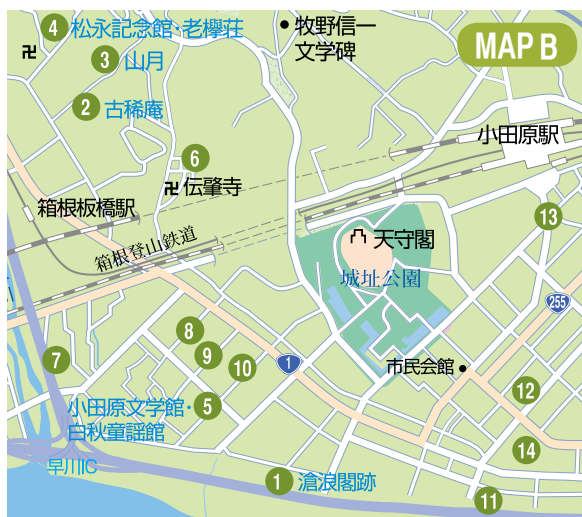 4 松永記念館・老欅荘
牧野信一
文学碑
MAP B
卍
3 山月
2 古稀庵
小田原駅
6
卍 伝肇寺
箱根板橋駅
13
箱根登山鉄道
天守閣
城址公園
255
8
9
7
10
1
市民会館
12
小田原文学館・ 5
白秋童謡館
14
早川IC
1 滄浪閣跡
11